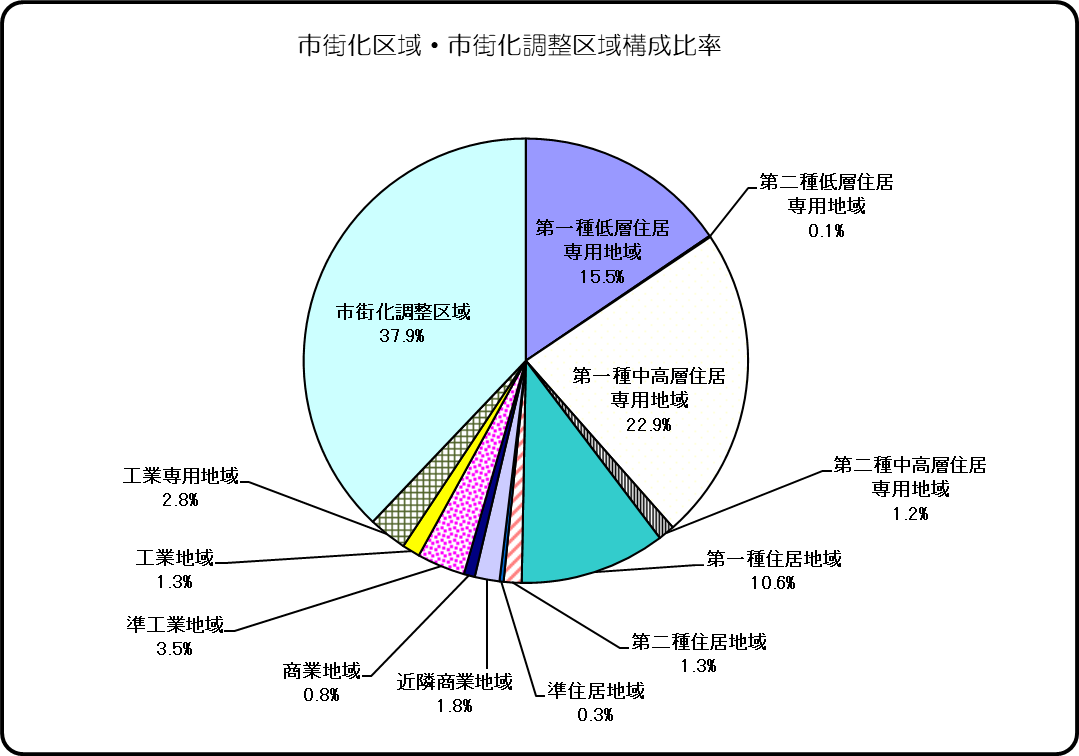 市街化区域・市街化調整区域構成比率
第二種低層住居
専用地域
0.1%
第一種低層住居
専用地域
15.5%
市街化調整区域
37.9%
第一種中高層住居
専用地域
22.9%
第二種中高層住居
専用地域
1.2%
工業専用地域
2.8%
工業地域
1.3%
第一種住居地域
10.6%
準工業地域
3.5%
第二種住居地域
1.3%
商業地域
0.8%
近隣商業地域
1.8%
準住居地域
0.3%